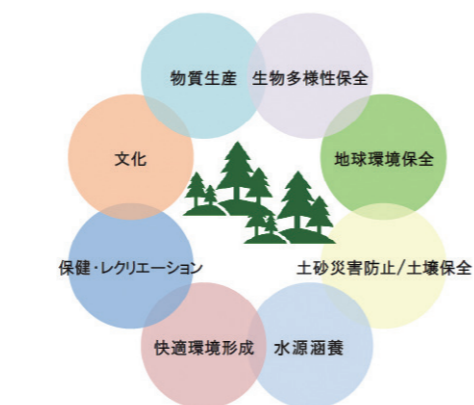 物質生産
生物多様性保全
文化
地球環境保全
保健・レクリエーション
土砂災害防止/土壌保全
快適環境形成
水源涵養